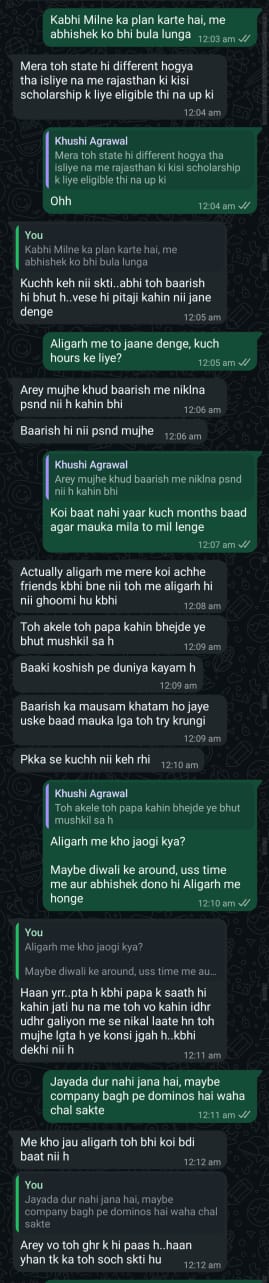 Kabhi Milne ka plan karte hai, me
abhishek ko bhi bula lunga
12:03 am
Mera toh state hi different hogya
tha isliye na me rajasthan ki kisi
scholarship k liye eligible thi na up ki
12:04 am
Khushi Agrawal
Mera toh state hi different hogya tha
isliye na me rajasthan ki kisi scholarship
k liye eligible thi na up ki
Ohh
12:04 am
You
Kabhi Milne ka plan karte hai, me
abhishek ko bhi bula lunga
Kuchh keh nii skti..abhi toh baarish
hi bhut h..vese hi pitaji kahin nii jane
denge
12:05 am
Aligarh me to jaane denge, kuch
hours ke liye?
12:05 am
Arey mujhe khud baarish me niklna
psnd nii h kahin bhi
12:06 am
Baarish hi nii psnd mujhe
12:06 am
Khushi Agrawal
Arey mujhe khud baarish me niklna psnd
nii h kahin bhi
Koi baat nahi yaar kuch months baad
agar mauka mila to mil lenge
12:07 am
Actually aligarh me mere koi achhe
friends kbhi bne nii toh me aligarh hi
nii ghoomi hu kbhi
12:08 am
Toh akele toh papa kahin bhejde ye
bhut mushkil sa h
12:09 am
Baaki koshish pe duniya kayam h
12:09 am
Baarish ka mausam khatam ho jaye
uske baad mauka lga toh try krungi
12:09 am
Pkka se kuchh nii keh rhi
12:10 am
Khushi Agrawal
Toh akele toh papa kahin bhejde ye bhut
mushkil sa h
Aligarh me kho jaogi kya?
Maybe diwali ke around, uss time
me aur abhishek dono hi Aligarh me
honge
12:10 am
You
Aligarh me kho jaogi kya?
Maybe diwali ke around, uss time me au...
Haan yrr..pta h kbhi papa k saath hi
kahin jati hu na me toh vo kahin idhr
udhr galiyon me se nikal laate hn toh
mujhe lgta h ye konsi jgah h..kbhi
dekhi nii h
12:11 am
Jayada dur nahi jana hai, maybe
company bagh pe dominos hai waha
chal sakte
12:11 am
Me kho jau aligarh toh bhi koi bdi
baat nii h
12:12 am
You
Jayada dur nahi jana hai, maybe
company bagh pe dominos hai waha chal
sakte
Arey vo toh ghr k hi paas h..haan
yhan tk ka toh soch skti hu
12:12 am